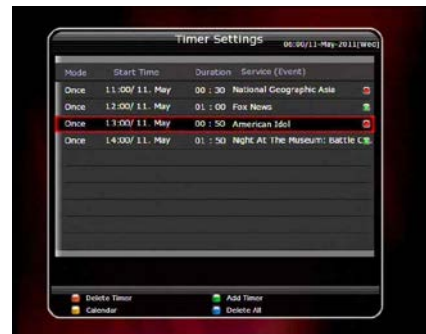 Timer Settings 06:00/11-May-2011[Wed]
Mode Start Time Duration Service (Event)
Once 11:00/ 11. May 00 : 30 National Geographic Asia
Once 12:00/ 11. May 01 : 00 Fox News
Once 13:00/ 11. May 00 : 50 American Idol
Once 14:00/ 11. May 01 : 50 Night At The Museum: Battle
Delete Timer Add Timer
Calendar Delete All